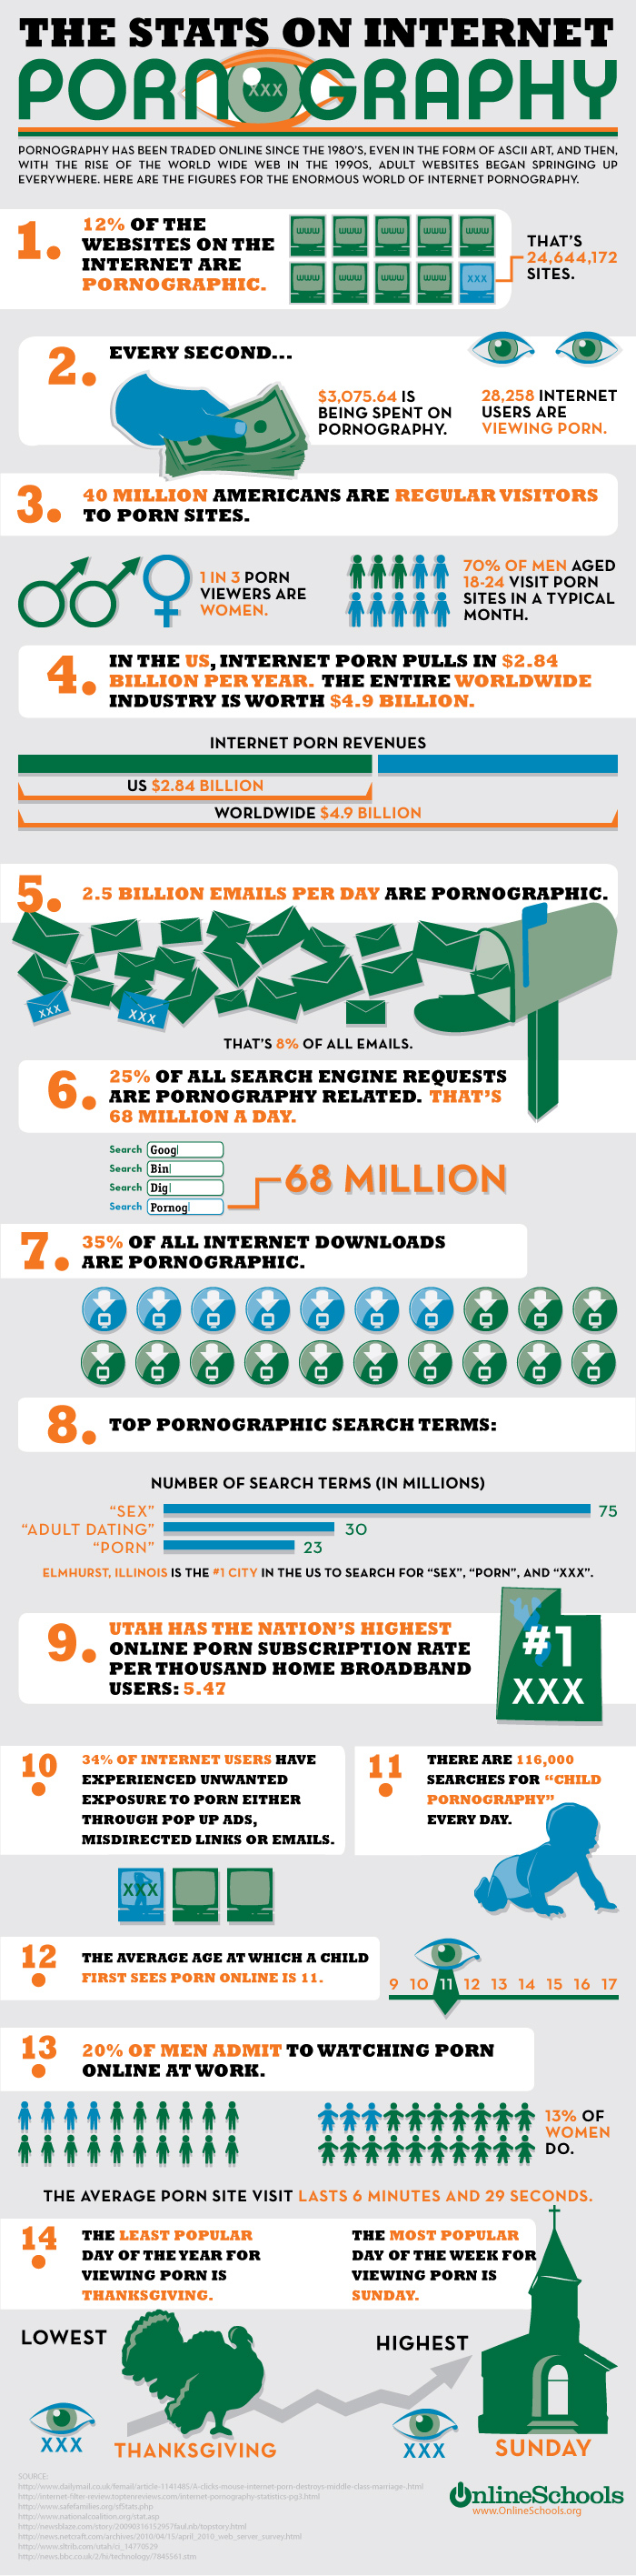 THE STATS ON INTERNET
PORNOGRAPHY
XXX
PORNOGRAPHY HAS BEEN TRADED ONLINE SINCE THE 1980'S, EVEN IN THE FORM OF ASCII ART, AND THEN,
WITH THE RISE OF THE WORLD WIDE WEB IN THE 1990S, ADULT WEBSITES BEGAN SPRINGING UP
EVERYWHERE. HERE ARE THE FIGURES FOR THE ENORMOUS WORLD OF INTERNET PORNOGRAPHY.
1.
12% OF THE
WEBSITES ON THE
INTERNET ARE
PORNOGRAPHIC.
WWW WWW WWW WWW WWW
WWW WWW WWW WWW XXX
THAT'S
24,644,172
SITES.
2.
EVERY SECOND...
$3,075.64 IS
BEING SPENT ON
PORNOGRAPHY.
28,258 INTERNET
USERS ARE
VIEWING PORN.
3.
40 MILLION AMERICANS ARE REGULAR VISITORS
TO PORN SITES.
1 IN 3 PORN
VIEWERS ARE
WOMEN.
70% OF MEN AGED
18-24 VISIT PORN
SITES IN A TYPICAL
MONTH.
4.
IN THE US, INTERNET PORN PULLS IN $2.84
BILLION PER YEAR. THE ENTIRE WORLDWIDE
INDUSTRY IS WORTH $4.9 BILLION.
INTERNET PORN REVENUES
US $2.84 BILLION
WORLDWIDE $4.9 BILLION
5.
2.5 BILLION EMAILS PER DAY ARE PORNOGRAPHIC.
XXX
XXX
THAT'S 8% OF ALL EMAILS.
6.
25% OF ALL SEARCH ENGINE REQUESTS
ARE PORNOGRAPHY RELATED. THAT'S
68 MILLION A DAY.
Search Goog
Search Bin
Search Dig
Search Pornog
68 MILLION
7.
35% OF ALL INTERNET DOWNLOADS
ARE PORNOGRAPHIC.
8.
TOP PORNOGRAPHIC SEARCH TERMS:
NUMBER OF SEARCH TERMS (IN MILLIONS)
"SEX" 75
"ADULT DATING" 30
"PORN" 23
ELMHURST, ILLINOIS IS THE #1 CITY IN THE US TO SEARCH FOR "SEX", "PORN", AND "XXX".
9.
UTAH HAS THE NATION'S HIGHEST
ONLINE PORN SUBSCRIPTION RATE
PER THOUSAND HOME BROADBAND
USERS: 5.47
#1
XXX
10.
34% OF INTERNET USERS HAVE
EXPERIENCED UNWANTED
EXPOSURE TO PORN EITHER
THROUGH POP UP ADS,
MISDIRECTED LINKS OR EMAILS.
XXX
11.
THERE ARE 116,000
SEARCHES FOR "CHILD
PORNOGRAPHY"
EVERY DAY.
12.
THE AVERAGE AGE AT WHICH A CHILD
FIRST SEES PORN ONLINE IS 11.
9 10 11 12 13 14 15 16 17
13.
20% OF MEN ADMIT TO WATCHING PORN
ONLINE AT WORK.
13% OF
WOMEN
DO.
THE AVERAGE PORN SITE VISIT LASTS 6 MINUTES AND 29 SECONDS.
14.
THE LEAST POPULAR
DAY OF THE YEAR FOR
VIEWING PORN IS
THANKSGIVING.
THE MOST POPULAR
DAY OF THE WEEK FOR
VIEWING PORN IS
SUNDAY.
LOWEST
HIGHEST
XXX
THANKSGIVING
XXX
SUNDAY
SOURCE:
http://www.dailymail.co.uk/femail/article-1141485/A-clicks-mouse-internet-porn-destroys-middle-class-marriage-.html
http://internet-filter-review.toptenreviews.com/internet-pornography-statistics-pg3.html
http://www.safefamilies.org/sfStats.php
http://www.nationalcoalition.org/stat.asp
http://news.netcraft.com/archives/2010/04/15/april_2010_web_server_survey.html
http://www.sltrib.com/utah/ci_14770529
http://news.bbc.co.uk/2/hi/technology/7845561.stm
OnlineSchools
www.OnlineSchools.org